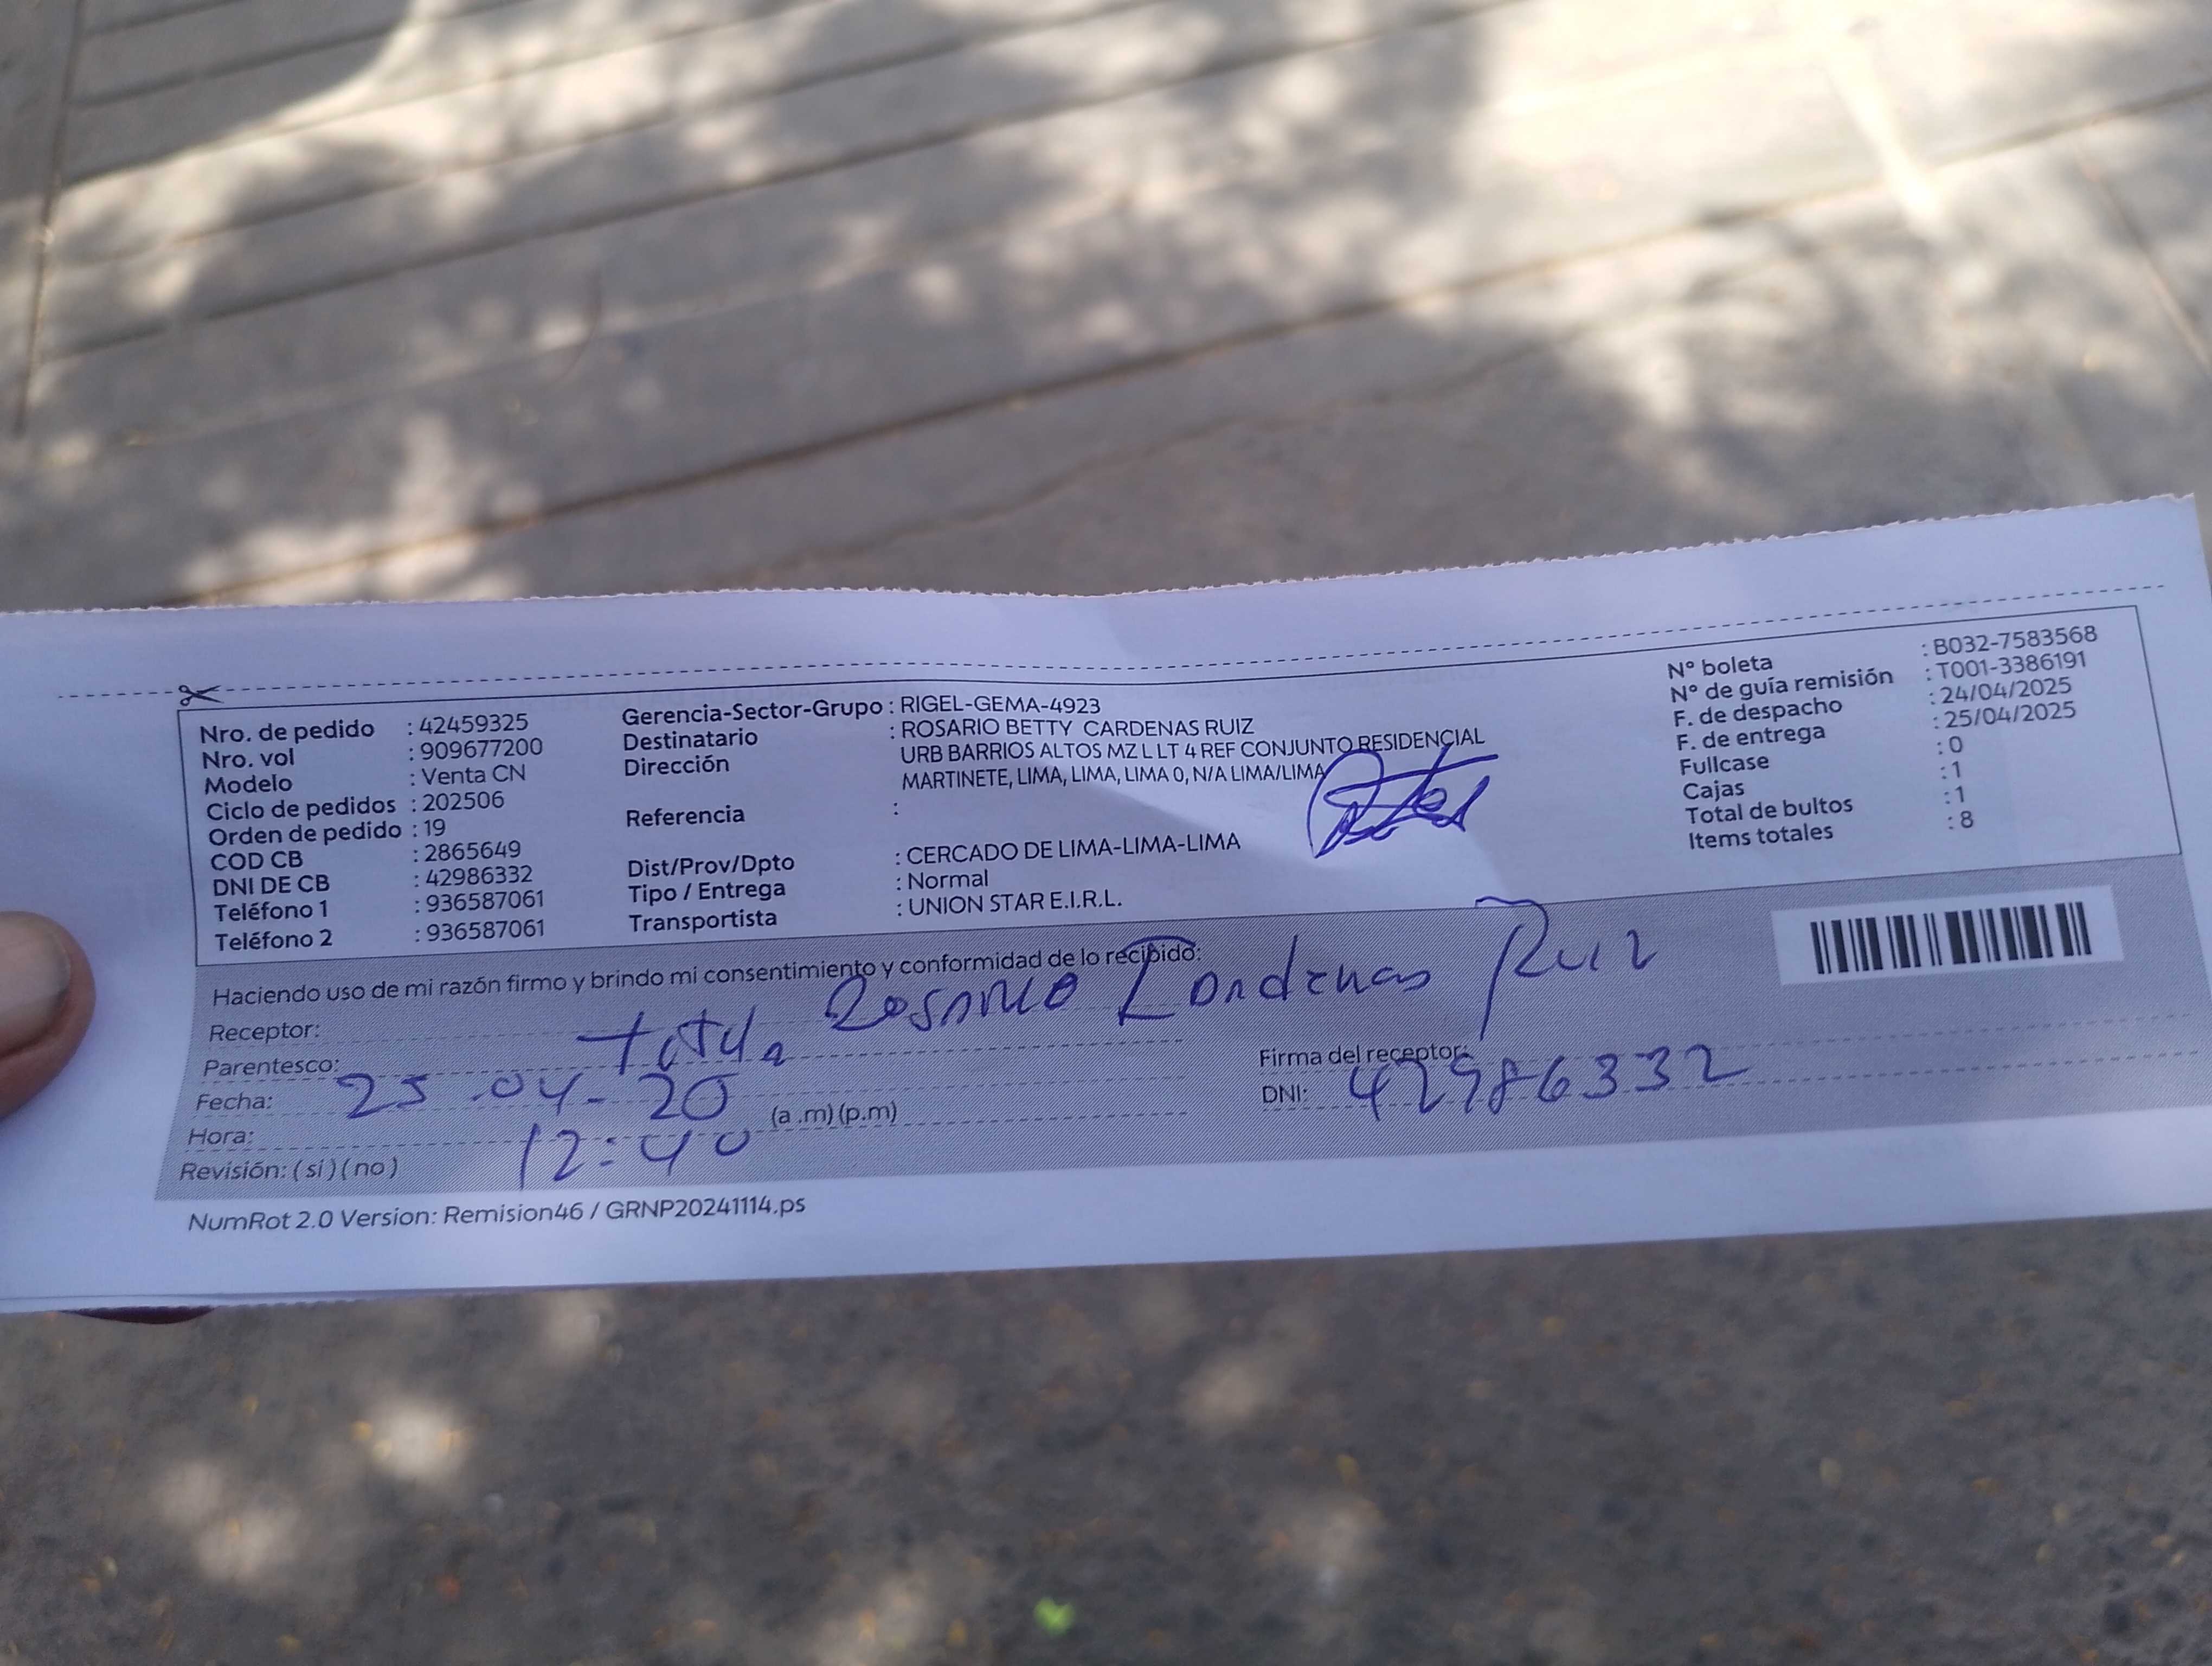 Nro. de pedido : 42459325
Nro. vol : 909677200
Modelo : Venta CN
Ciclo de pedidos : 202506
Orden de pedido : 19
COD CB : 2865649
DNI DE CB : 42986332
Teléfono 1 : 936587061
Teléfono 2 : 936587061
Gerencia-Sector-Grupo : RIGEL-GEMA-4923
Destinatario : ROSARIO BETTY CARDENAS RUIZ
Dirección URB BARRIOS ALTOS MZ L LT 4 REF CONJUNTO RESIDENCIAL
MARTINETE, LIMA, LIMA, LIMA 0, N/A LIMA/LIMA
Referencia :
Dist/Prov/Dpto : CERCADO DE LIMA-LIMA-LIMA
Tipo / Entrega : Normal
Transportista : UNION STAR E.I.R.L.
N° boleta : B032-7583568
N° de guía remisión : T001-3386191
F. de despacho : 24/04/2025
F. de entrega : 25/04/2025
Fullcase : 0
Cajas : 1
Total de bultos : 1
Items totales : 8
Haciendo uso de mi razón firmo y brindo mi consentimiento y conformidad de lo recibido:
Receptor: Rosario Cardenas Ruiz
Parentesco:
Fecha: 25-04-20
Hora: 12:40 (a .m) (p.m)
Revisión: ( si ) ( no )
Firma del receptor:
DNI: 42986332
NumRot 2.0 Version: Remision46 / GRNP20241114.ps